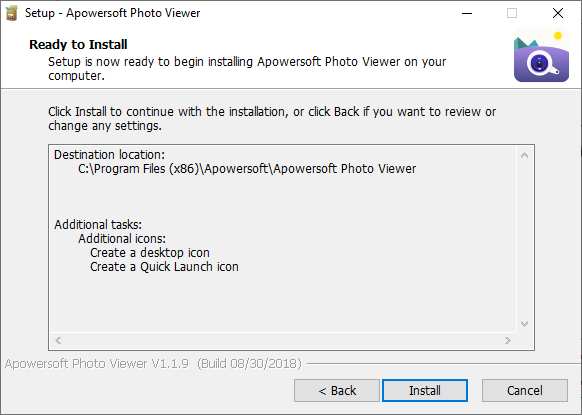 Setup - Apowersoft Photo Viewer
Ready to Install
Setup is now ready to begin installing Apowersoft Photo Viewer on your
computer.
Click Install to continue with the installation, or click Back if you want to review or
change any settings.
Destination location:
C:\Program Files (x86)\Apowersoft\Apowersoft Photo Viewer
Additional tasks:
Additional icons:
Create a desktop icon
Create a Quick Launch icon
Apowersoft Photo Viewer V1.1.9 (Build 08/30/2018)
< Back
Install
Cancel